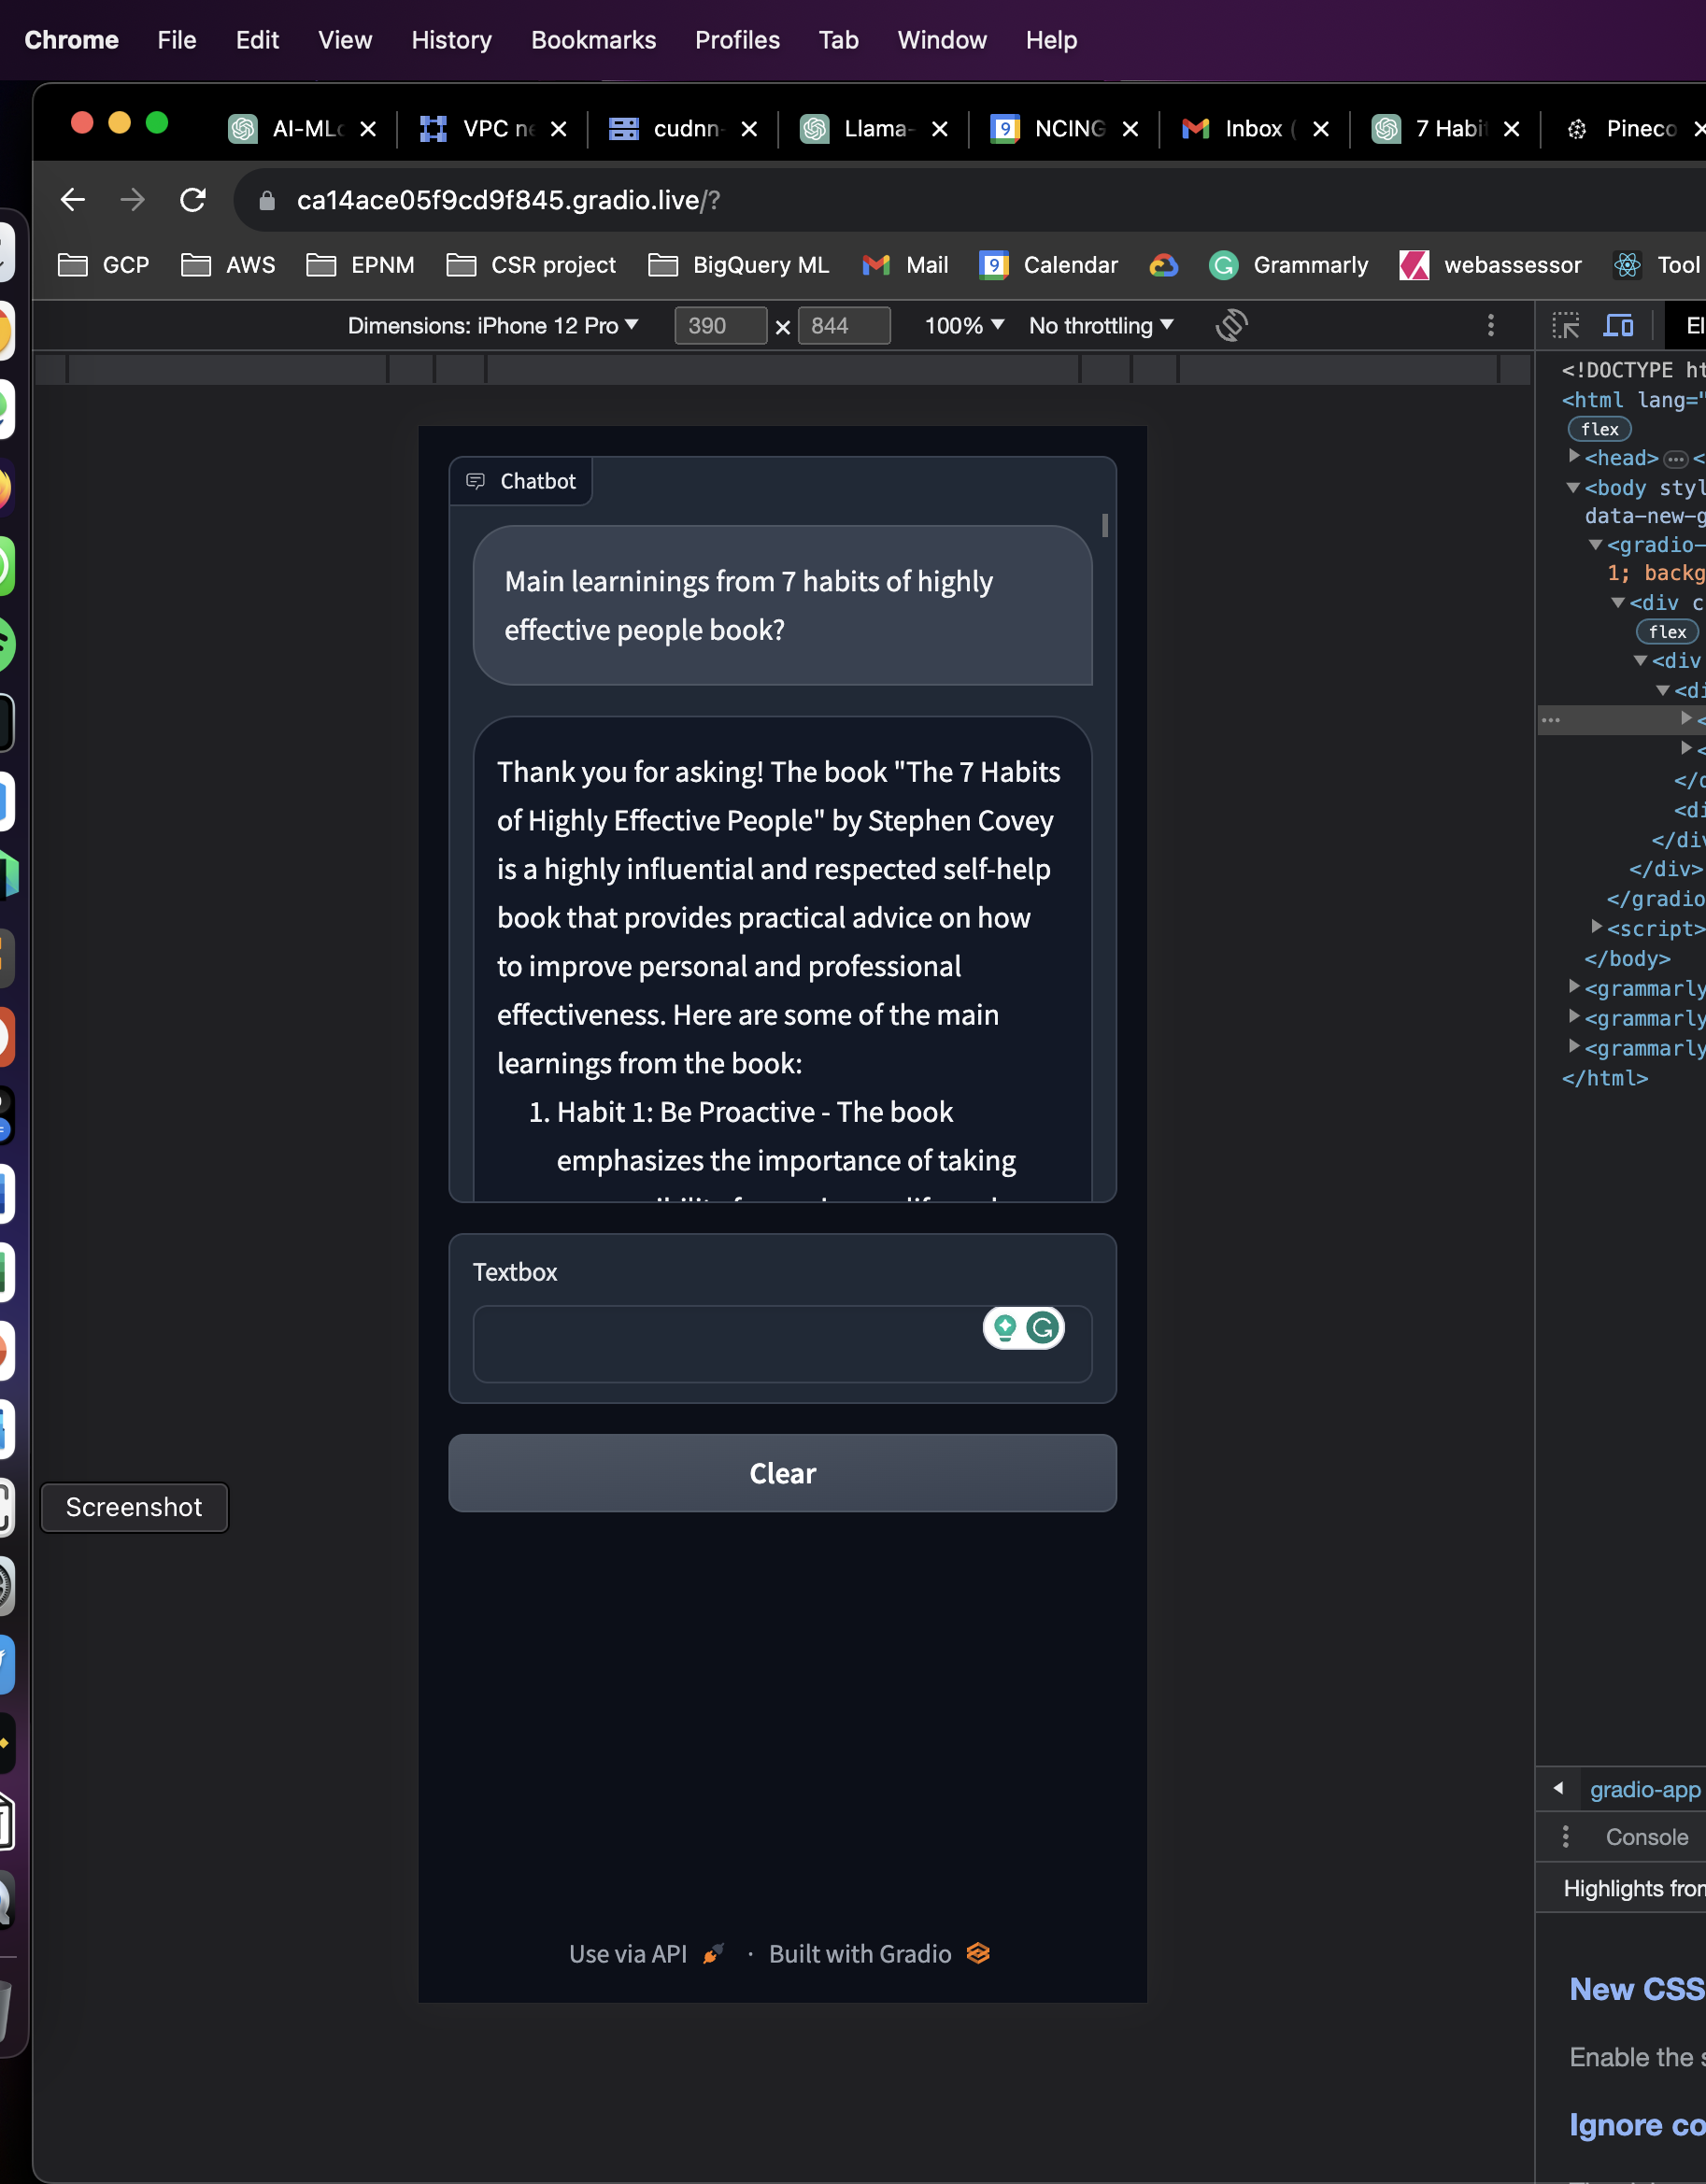 Chrome File Edit View History Bookmarks Profiles Tab Window Help
AI-MLc VPC ne cudnn- Llama- NCING Inbox ( 7 Habit Pineco
ca14ace05f9cd9f845.gradio.live/?
GCP AWS EPNM CSR project BigQuery ML Mail 9 Calendar Grammarly webassessor Tool
Dimensions: iPhone 12 Pro 390 × 844 100% No throttling El
Chatbot
Main learninings from 7 habits of highly
effective people book?
Thank you for asking! The book "The 7 Habits
of Highly Effective People" by Stephen Covey
is a highly influential and respected self-help
book that provides practical advice on how
to improve personal and professional
effectiveness. Here are some of the main
learnings from the book:
1. Habit 1: Be Proactive - The book
emphasizes the importance of taking
Textbox
Clear
Screenshot
Use via API · Built with Gradio
<!DOCTYPE ht
<html lang="
flex
<head> … <
<body styl
data-new-g
<gradio-
1; backg
<div c
flex
<div
<di
… <
<
</d
<di
</div
</div>
</gradio
<script>
</body>
<grammarly
<grammarly
<grammarly
</html>
gradio-app
Console
Highlights from
New CSS
Enable the s
Ignore co